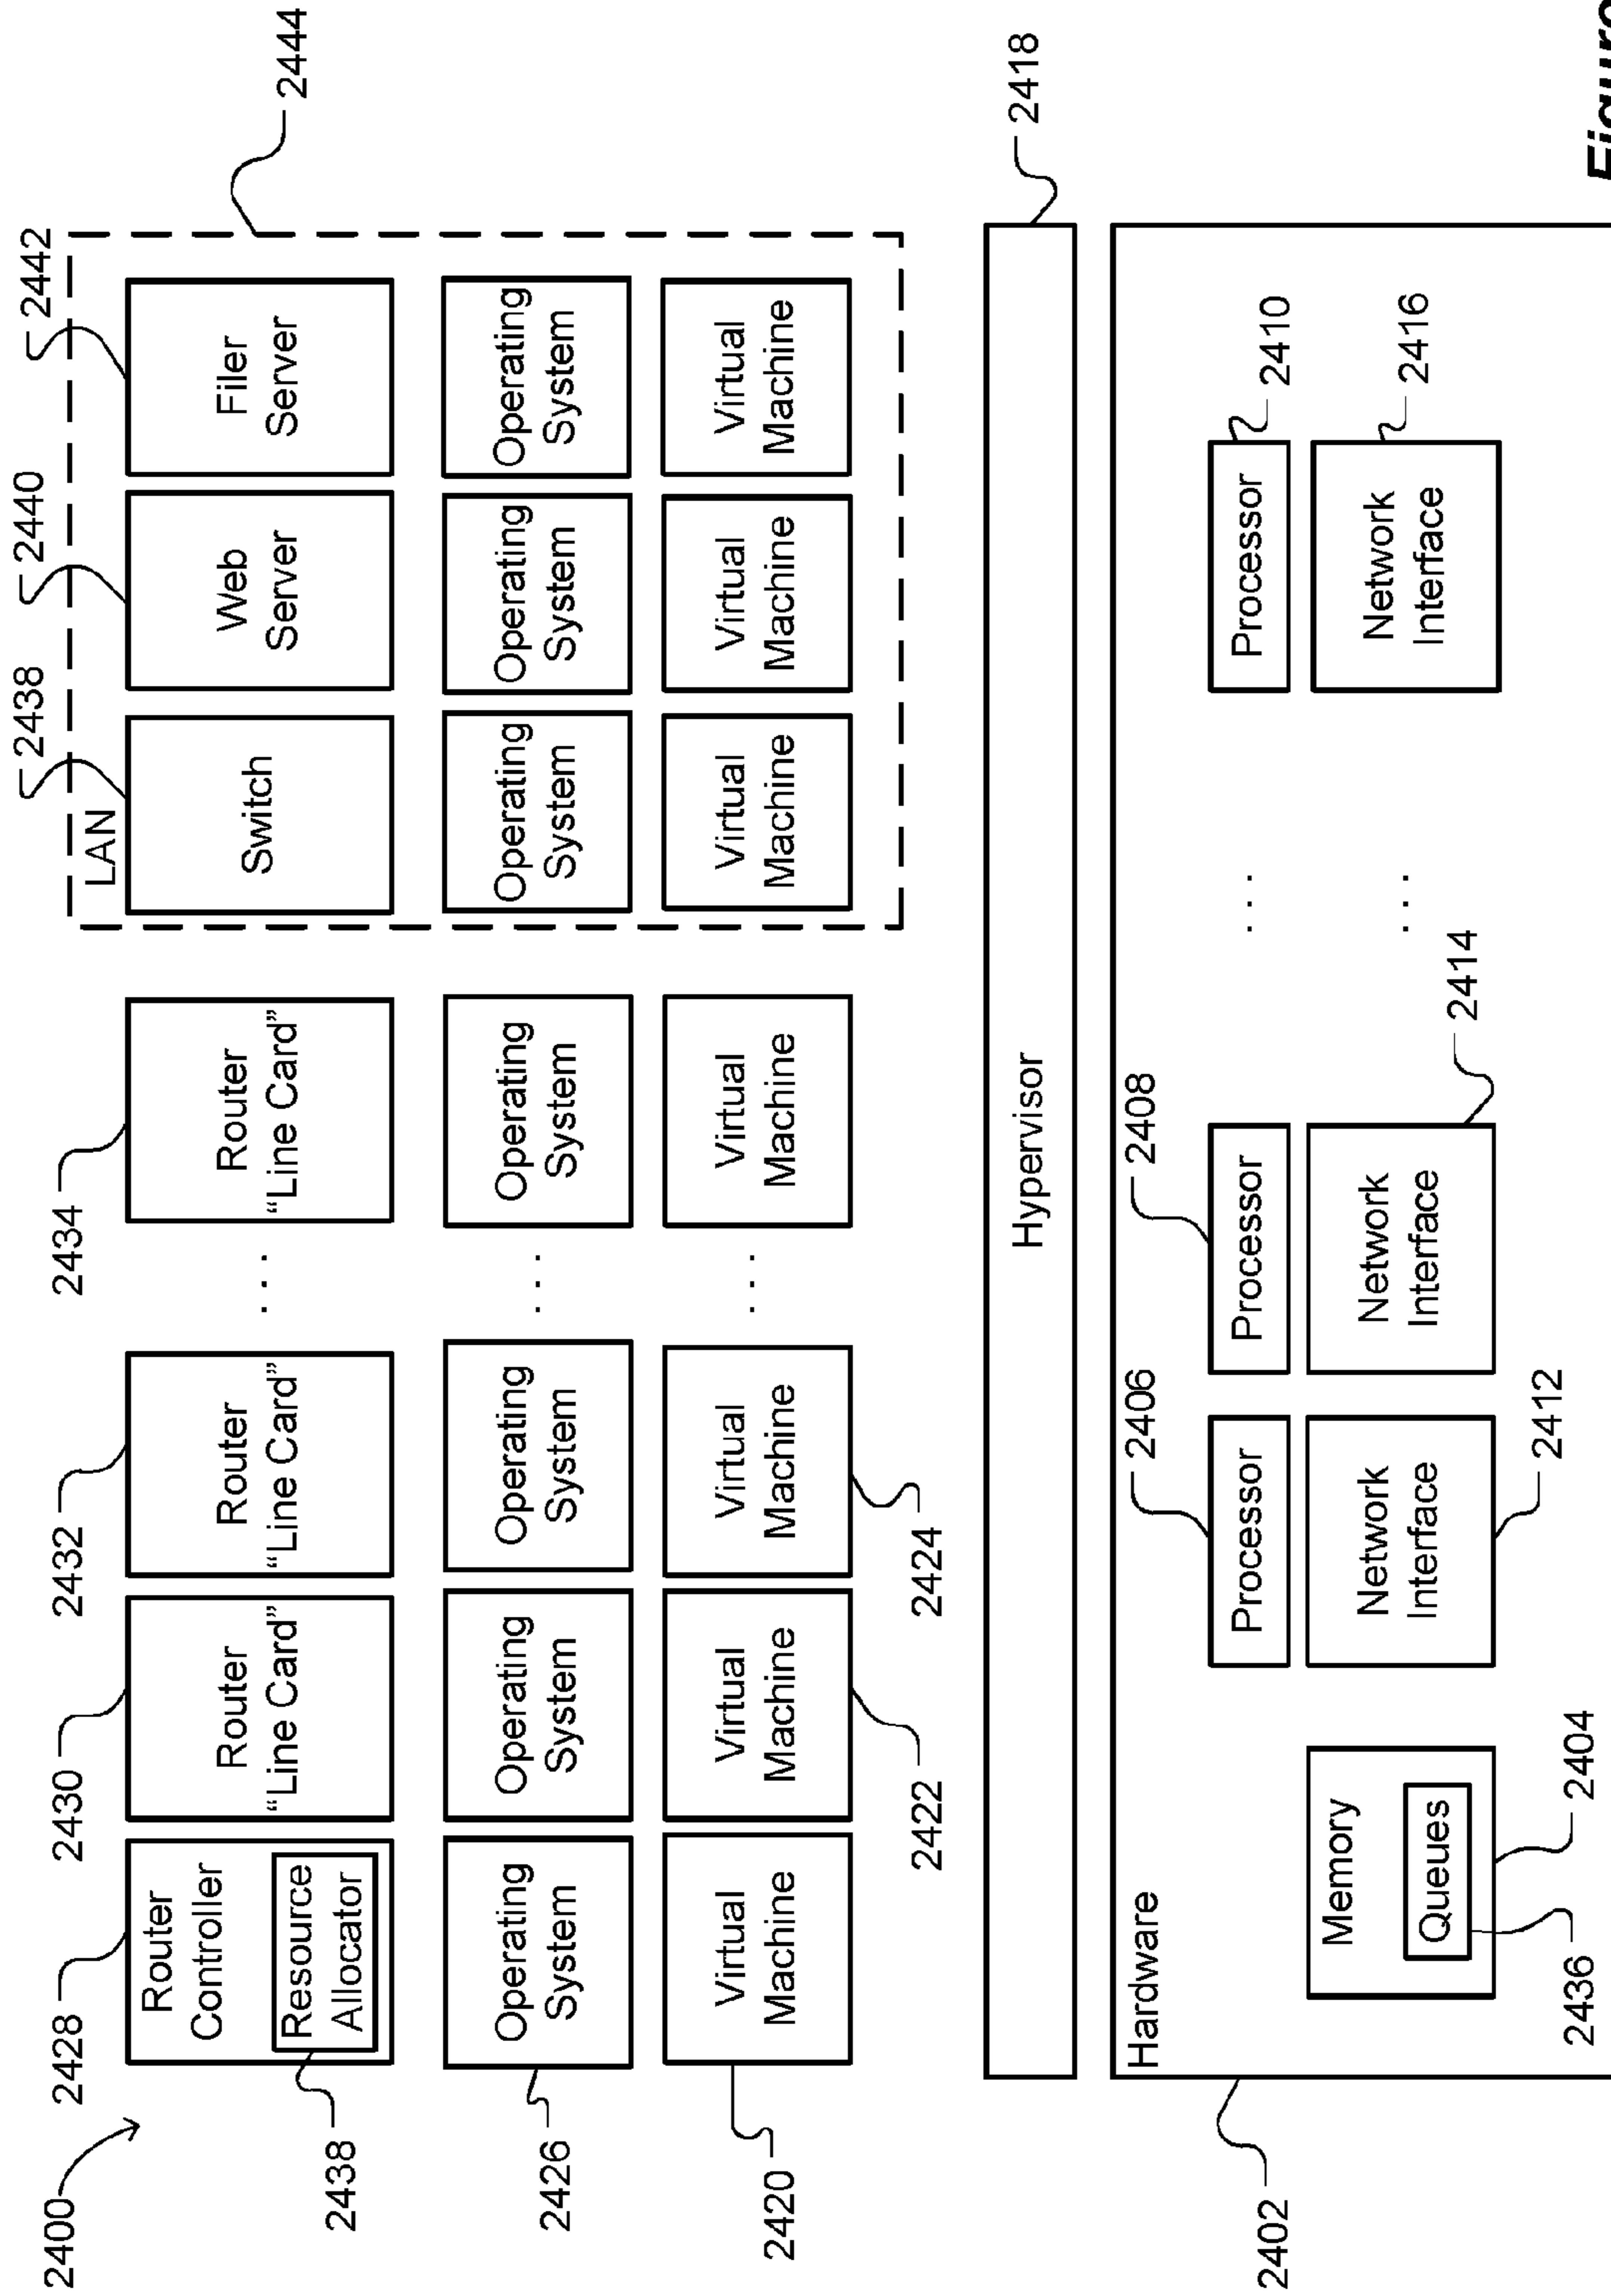 2400
2428
2430
2432
2434
2438
2440
2442
2444
LAN
Router
Controller
Resource
Allocator
Router
"Line Card"
Router
"Line Card"
. . .
Router
"Line Card"
Switch
Web
Server
Filer
Server
2438
2426
Operating
System
Operating
System
Operating
System
. . .
Operating
System
Operating
System
Operating
System
Operating
System
2420
Virtual
Machine
Virtual
Machine
Virtual
Machine
. . .
Virtual
Machine
Virtual
Machine
Virtual
Machine
Virtual
Machine
2422
2424
Hypervisor
2418
2402
Hardware
2406
2408
Processor
Processor
. . .
Processor
2410
Memory
Queues
Network
Interface
Network
Interface
. . .
Network
Interface
2416
2414
2436
2404
2412
Figure